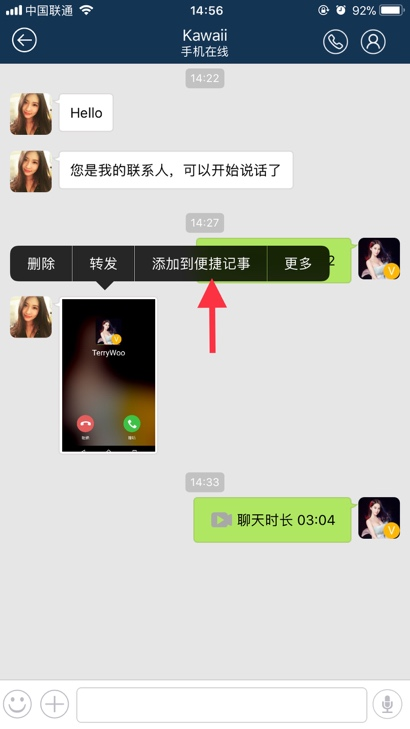 中国联通
14:56
92%
Kawaii
手机在线
14:22
Hello
您是我的联系人，可以开始说话了
14:27
2
删除
转发
添加到便捷记事
更多
TerryWoo
V
14:33
聊天时长 03:04
V